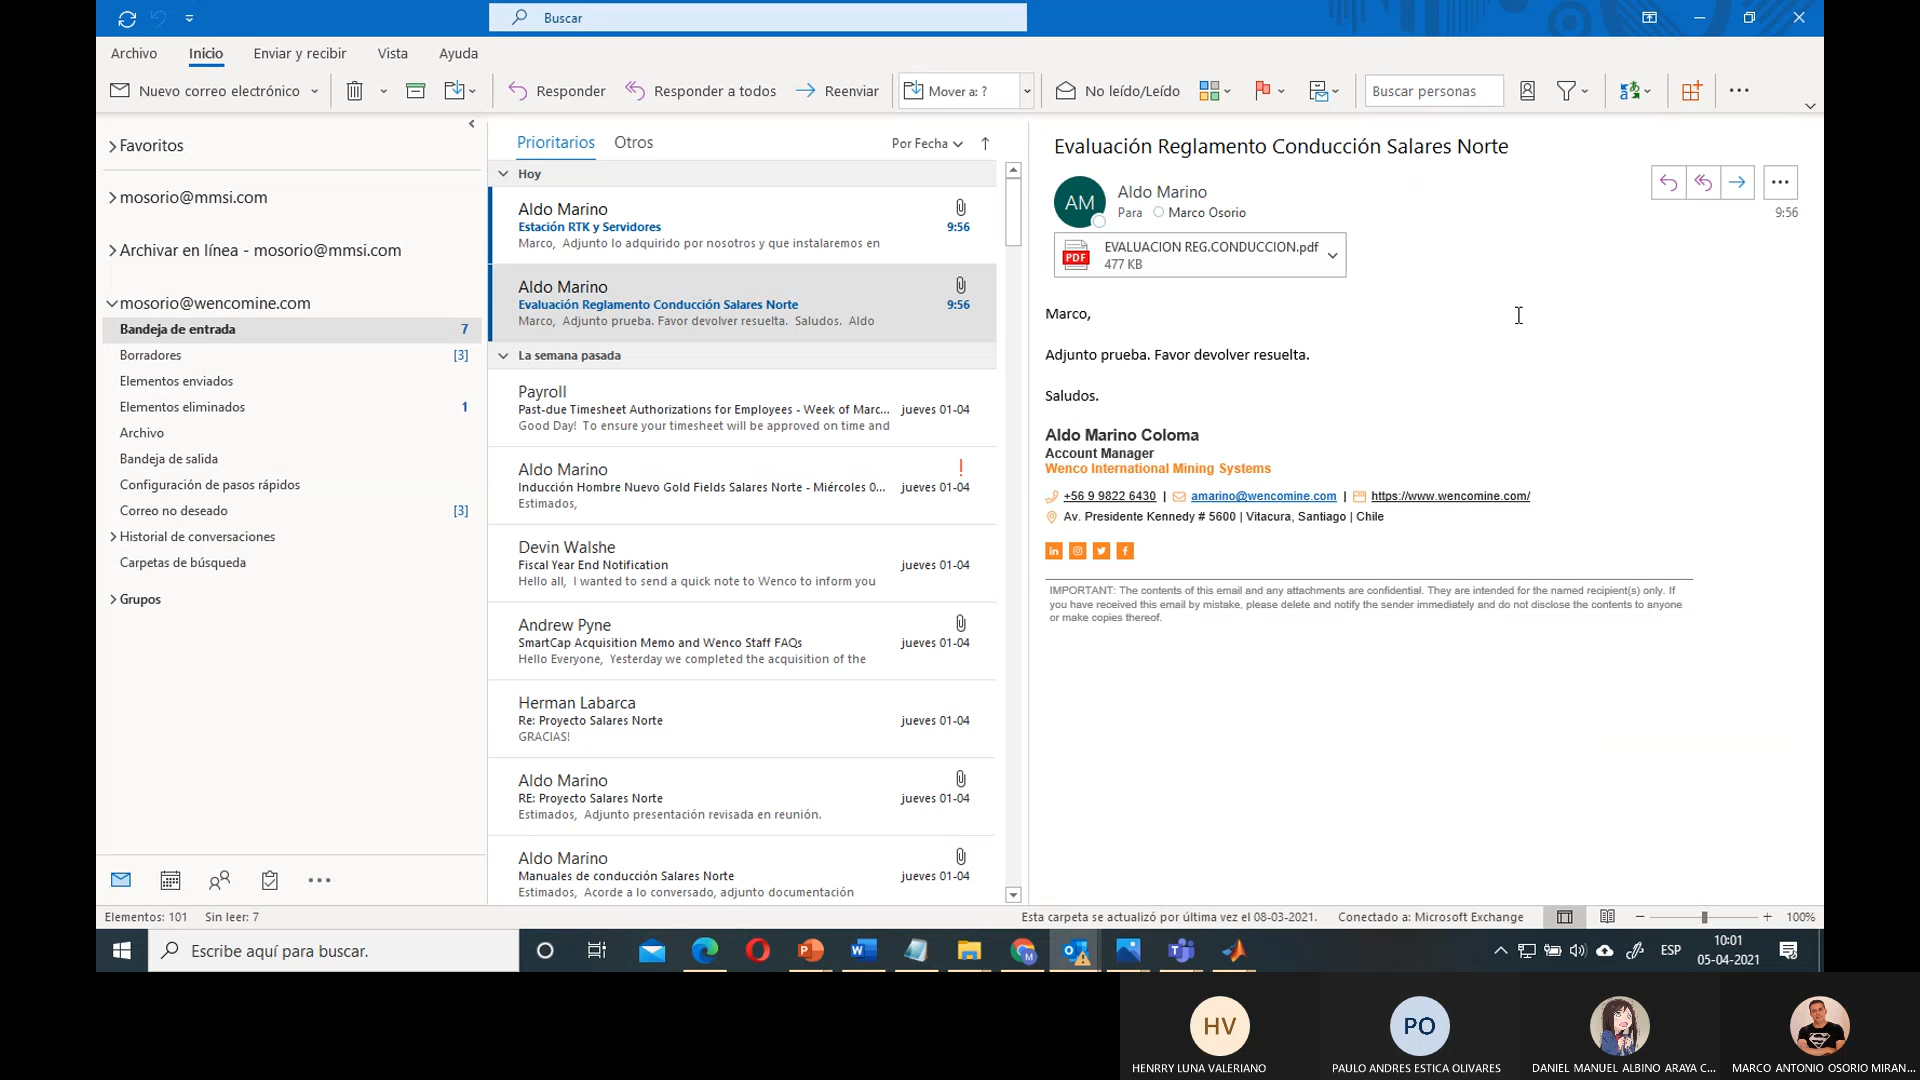 Buscar
Archivo Inicio Enviar y recibir Vista Ayuda
Nuevo correo electrónico Responder Responder a todos Reenviar Mover a: ? No leído/Leído Buscar personas
Favoritos
mosorio@mmsi.com
Archivar en línea - mosorio@mmsi.com
mosorio@wencomine.com
Bandeja de entrada 7
Borradores [3]
Elementos enviados
Elementos eliminados 1
Archivo
Bandeja de salida
Configuración de pasos rápidos
Correo no deseado [3]
Historial de conversaciones
Carpetas de búsqueda
Grupos
Prioritarios Otros Por Fecha
Hoy
Aldo Marino
Estación RTK y Servidores 9:56
Marco, Adjunto lo adquirido por nosotros y que instalaremos en
Aldo Marino
Evaluación Reglamento Conducción Salares Norte 9:56
Marco, Adjunto prueba. Favor devolver resuelta. Saludos. Aldo
La semana pasada
Payroll
Past-due Timesheet Authorizations for Employees - Week of Marc... jueves 01-04
Good Day! To ensure your timesheet will be approved on time and
Aldo Marino
Inducción Hombre Nuevo Gold Fields Salares Norte - Miércoles 0... jueves 01-04
Estimados,
Devin Walshe
Fiscal Year End Notification jueves 01-04
Hello all, I wanted to send a quick note to Wenco to inform you
Andrew Pyne
SmartCap Acquisition Memo and Wenco Staff FAQs jueves 01-04
Hello Everyone, Yesterday we completed the acquisition of the
Herman Labarca
Re: Proyecto Salares Norte jueves 01-04
GRACIAS!
Aldo Marino
RE: Proyecto Salares Norte jueves 01-04
Estimados, Adjunto presentación revisada en reunión.
Aldo Marino
Manuales de conducción Salares Norte jueves 01-04
Estimados, Acorde a lo conversado, adjunto documentación
Evaluación Reglamento Conducción Salares Norte
AM
Aldo Marino
Para Marco Osorio
9:56
PDF
EVALUACION REG.CONDUCCION.pdf
477 KB
Marco,
Adjunto prueba. Favor devolver resuelta.
Saludos.
Aldo Marino Coloma
Account Manager
Wenco International Mining Systems
+56 9 9822 6430 | amarino@wencomine.com | https://www.wencomine.com/
Av. Presidente Kennedy # 5600 | Vitacura, Santiago | Chile
IMPORTANT: The contents of this email and any attachments are confidential. They are intended for the named recipient(s) only. If
you have received this email by mistake, please delete and notify the sender immediately and do not disclose the contents to anyone
or make copies thereof.
Elementos: 101 Sin leer: 7 Esta carpeta se actualizó por última vez el 08-03-2021. Conectado a: Microsoft Exchange 100%
Escribe aquí para buscar.
ESP
10:01
05-04-2021
HV
PO
HENRRY LUNA VALERIANO
PAULO ANDRES ESTICA OLIVARES
DANIEL MANUEL ALBINO ARAYA C...
MARCO ANTONIO OSORIO MIRAN...